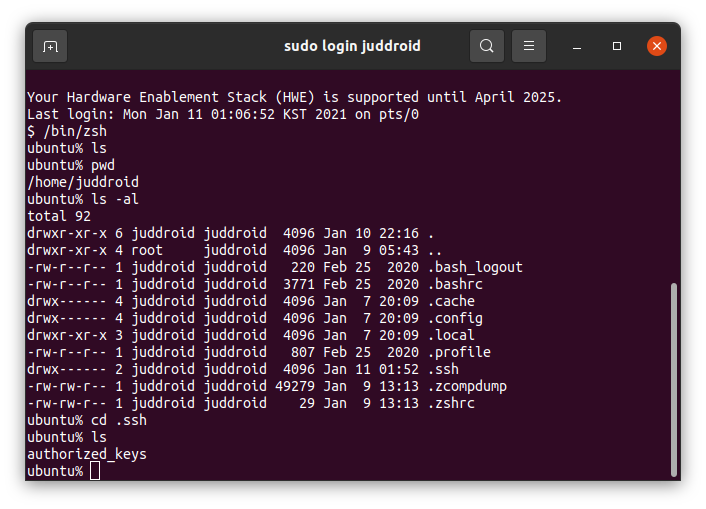 sudo login juddroid
Your Hardware Enablement Stack (HWE) is supported until April 2025.
Last login: Mon Jan 11 01:06:52 KST 2021 on pts/0
$ /bin/zsh
ubuntu% ls
ubuntu% pwd
/home/juddroid
ubuntu% ls -al
total 92
drwxr-xr-x 6 juddroid juddroid  4096 Jan 10 22:16 .
drwxr-xr-x 4 root     juddroid  4096 Jan  9 05:43 ..
-rw-r--r-- 1 juddroid juddroid   220 Feb 25  2020 .bash_logout
-rw-r--r-- 1 juddroid juddroid  3771 Feb 25  2020 .bashrc
drwx------ 4 juddroid juddroid  4096 Jan  7 20:09 .cache
drwx------ 4 juddroid juddroid  4096 Jan  7 20:09 .config
drwxr-xr-x 3 juddroid juddroid  4096 Jan  7 20:09 .local
-rw-r--r-- 1 juddroid juddroid   807 Feb 25  2020 .profile
drwx------ 2 juddroid juddroid  4096 Jan 11 01:52 .ssh
-rw-rw-r-- 1 juddroid juddroid 49279 Jan  9 13:13 .zcompdump
-rw-rw-r-- 1 juddroid juddroid    29 Jan  9 13:13 .zshrc
ubuntu% cd .ssh
ubuntu% ls
authorized_keys
ubuntu%